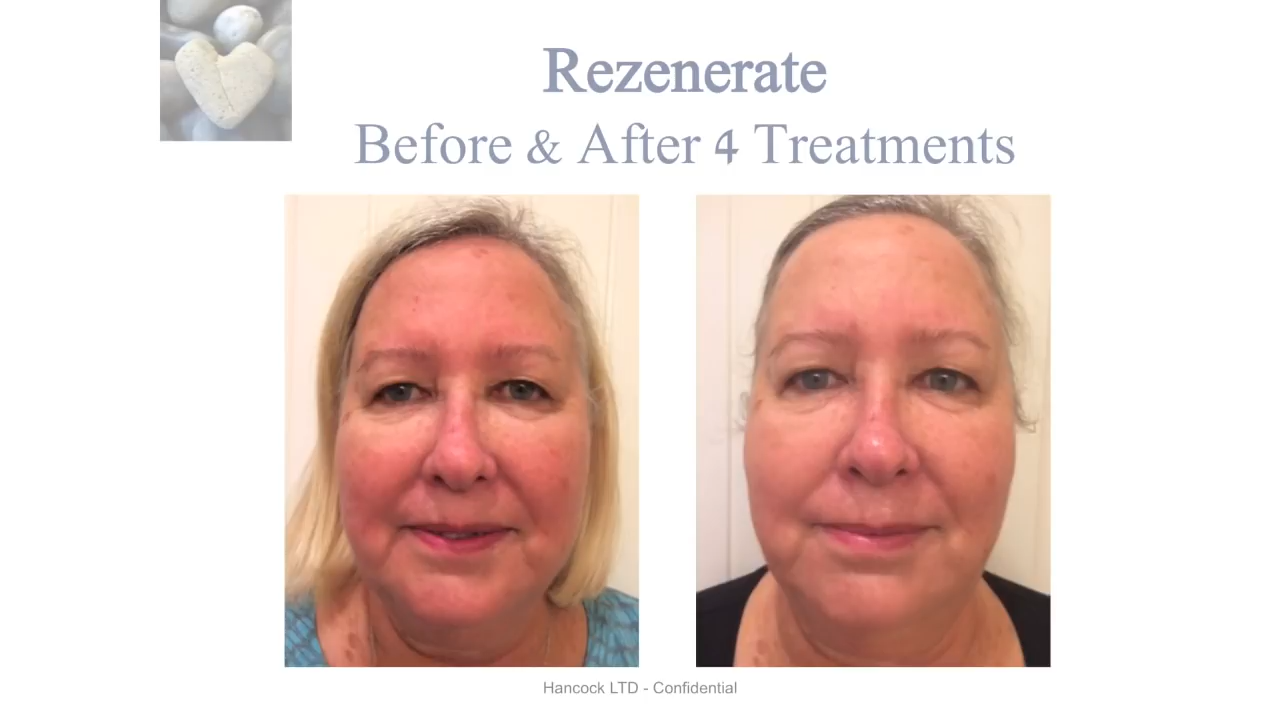 Rezenerate
Before & After 4 Treatments
Hancock LTD - Confidential